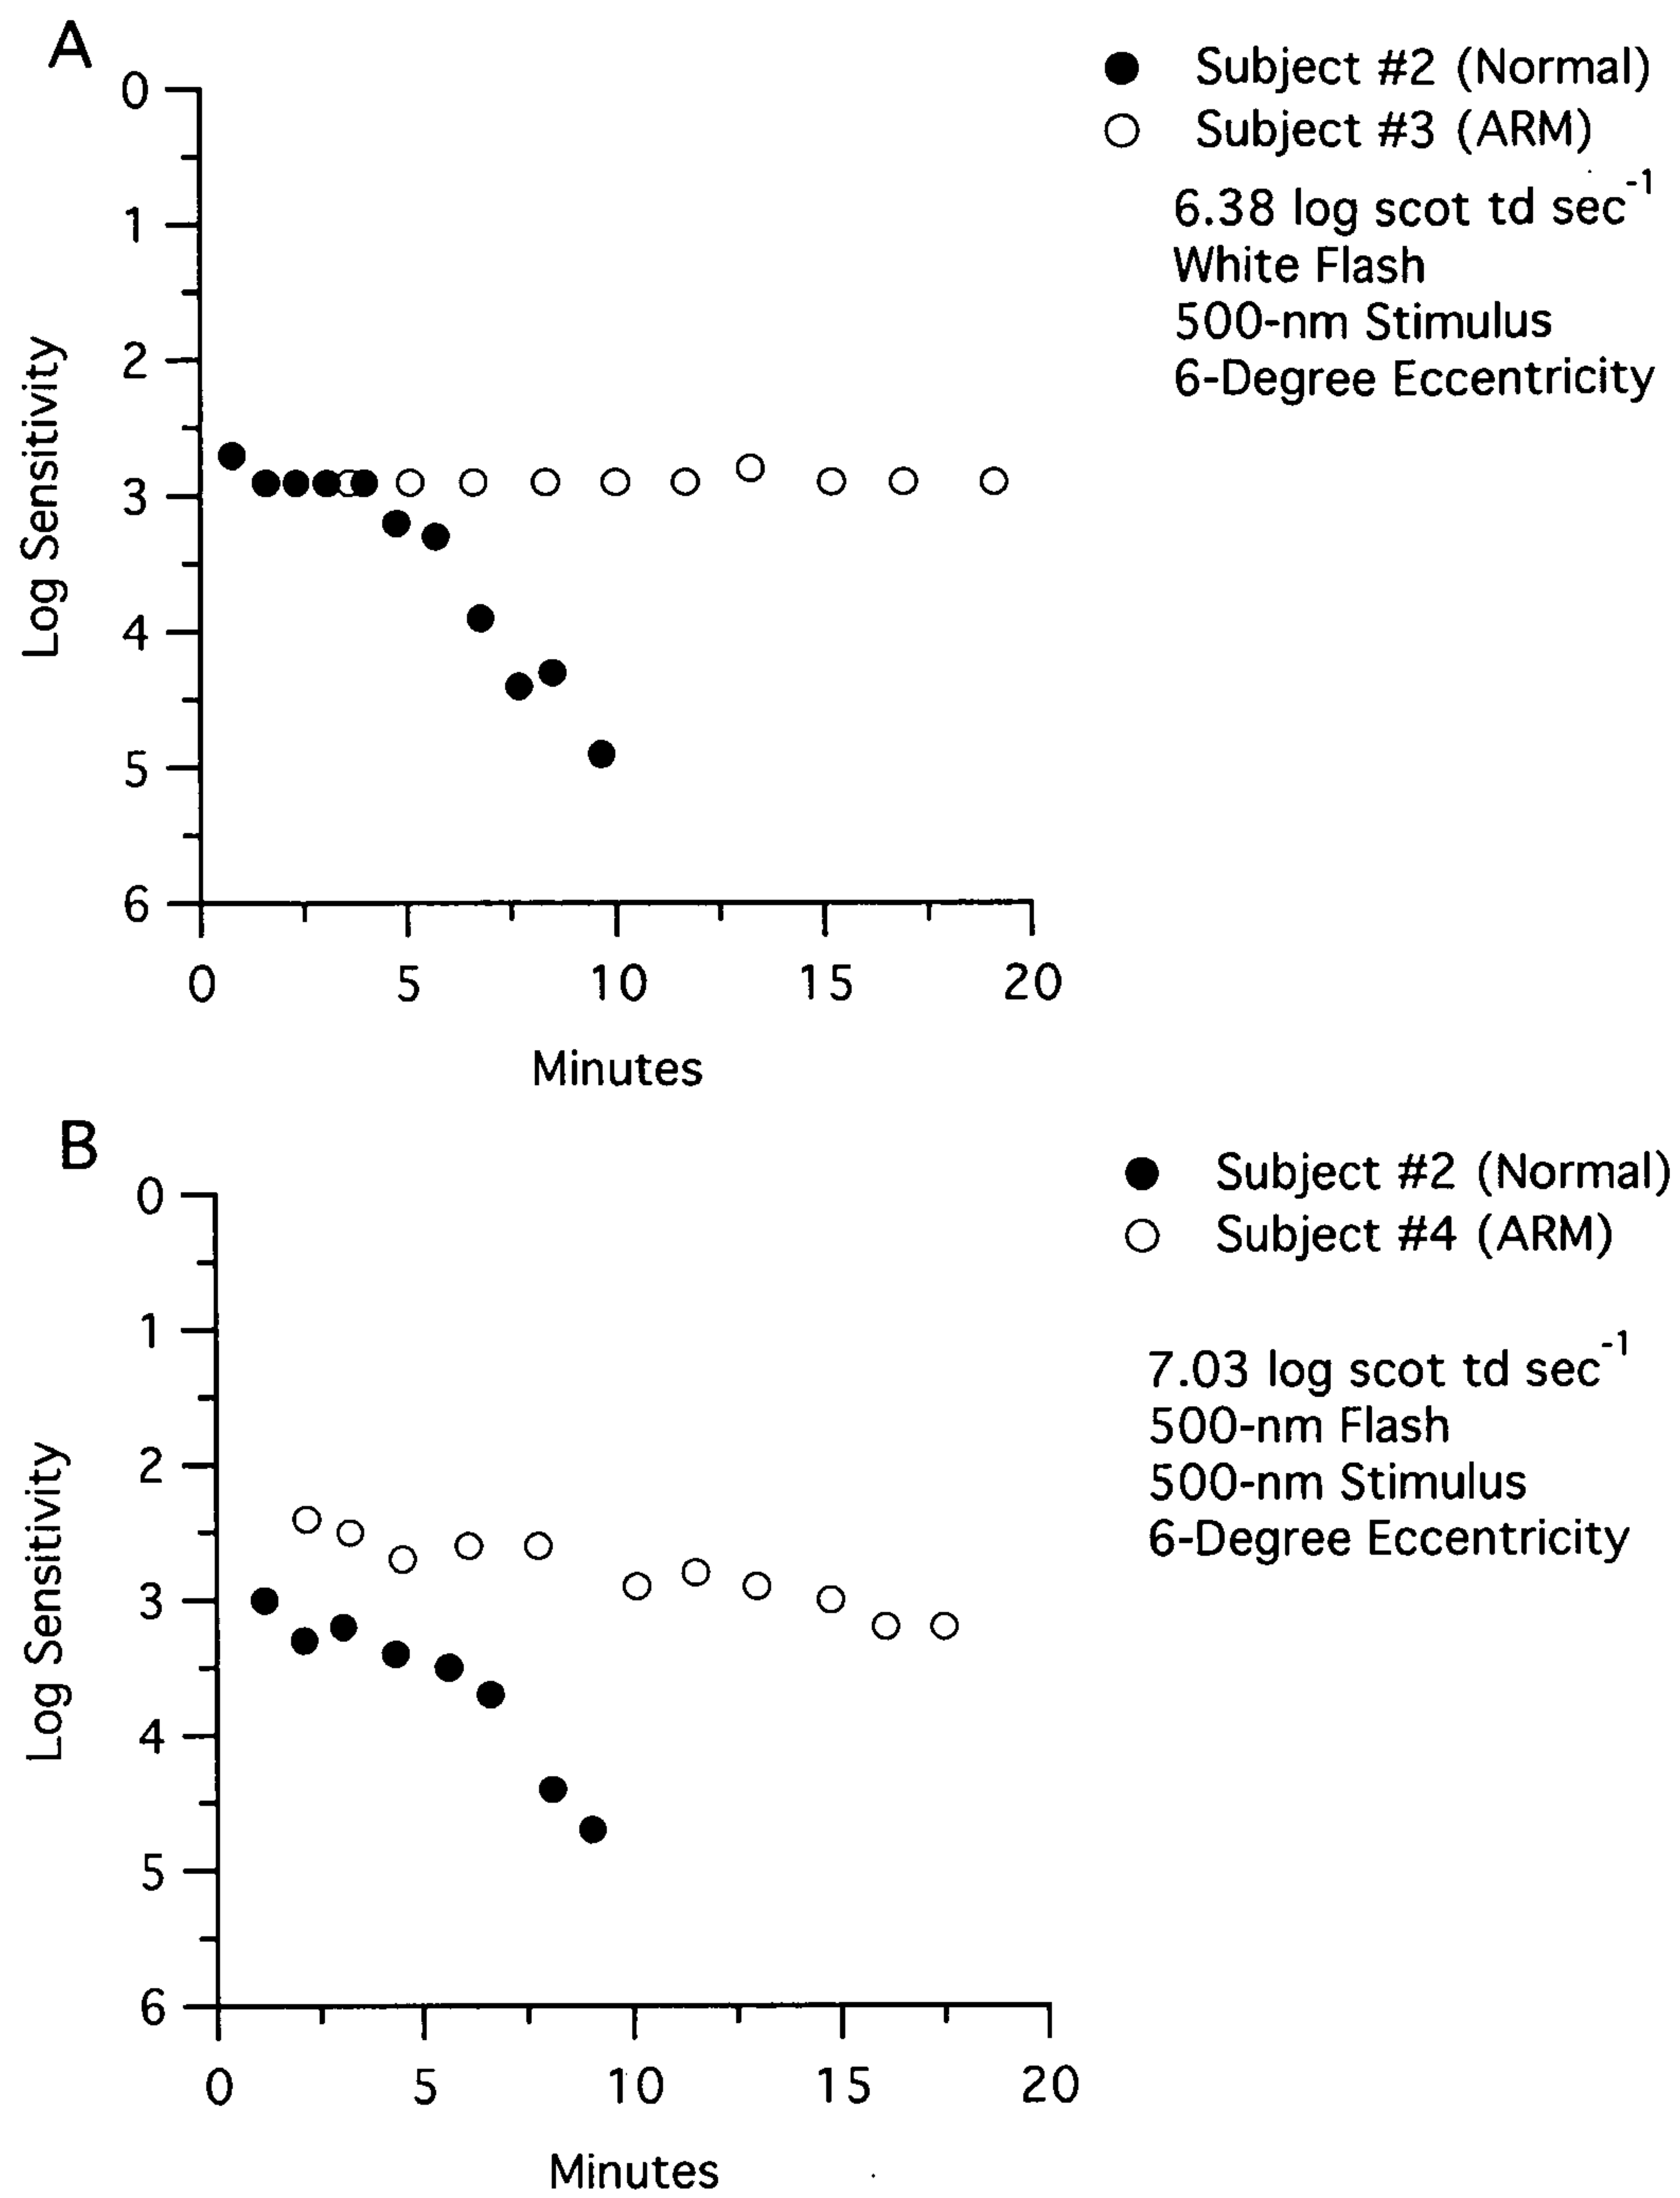 A
Subject #2 (Normal)
Subject #3 (ARM)
6.38 log scot td sec-1
White Flash
500-nm Stimulus
6-Degree Eccentricity
Log Sensitivity
0
1
2
3
4
5
6
0 5 10 15 20
Minutes
B
Subject #2 (Normal)
Subject #4 (ARM)
7.03 log scot td sec-1
500-nm Flash
500-nm Stimulus
6-Degree Eccentricity
Log Sensitivity
0
1
2
3
4
5
6
0 5 10 15 20
Minutes